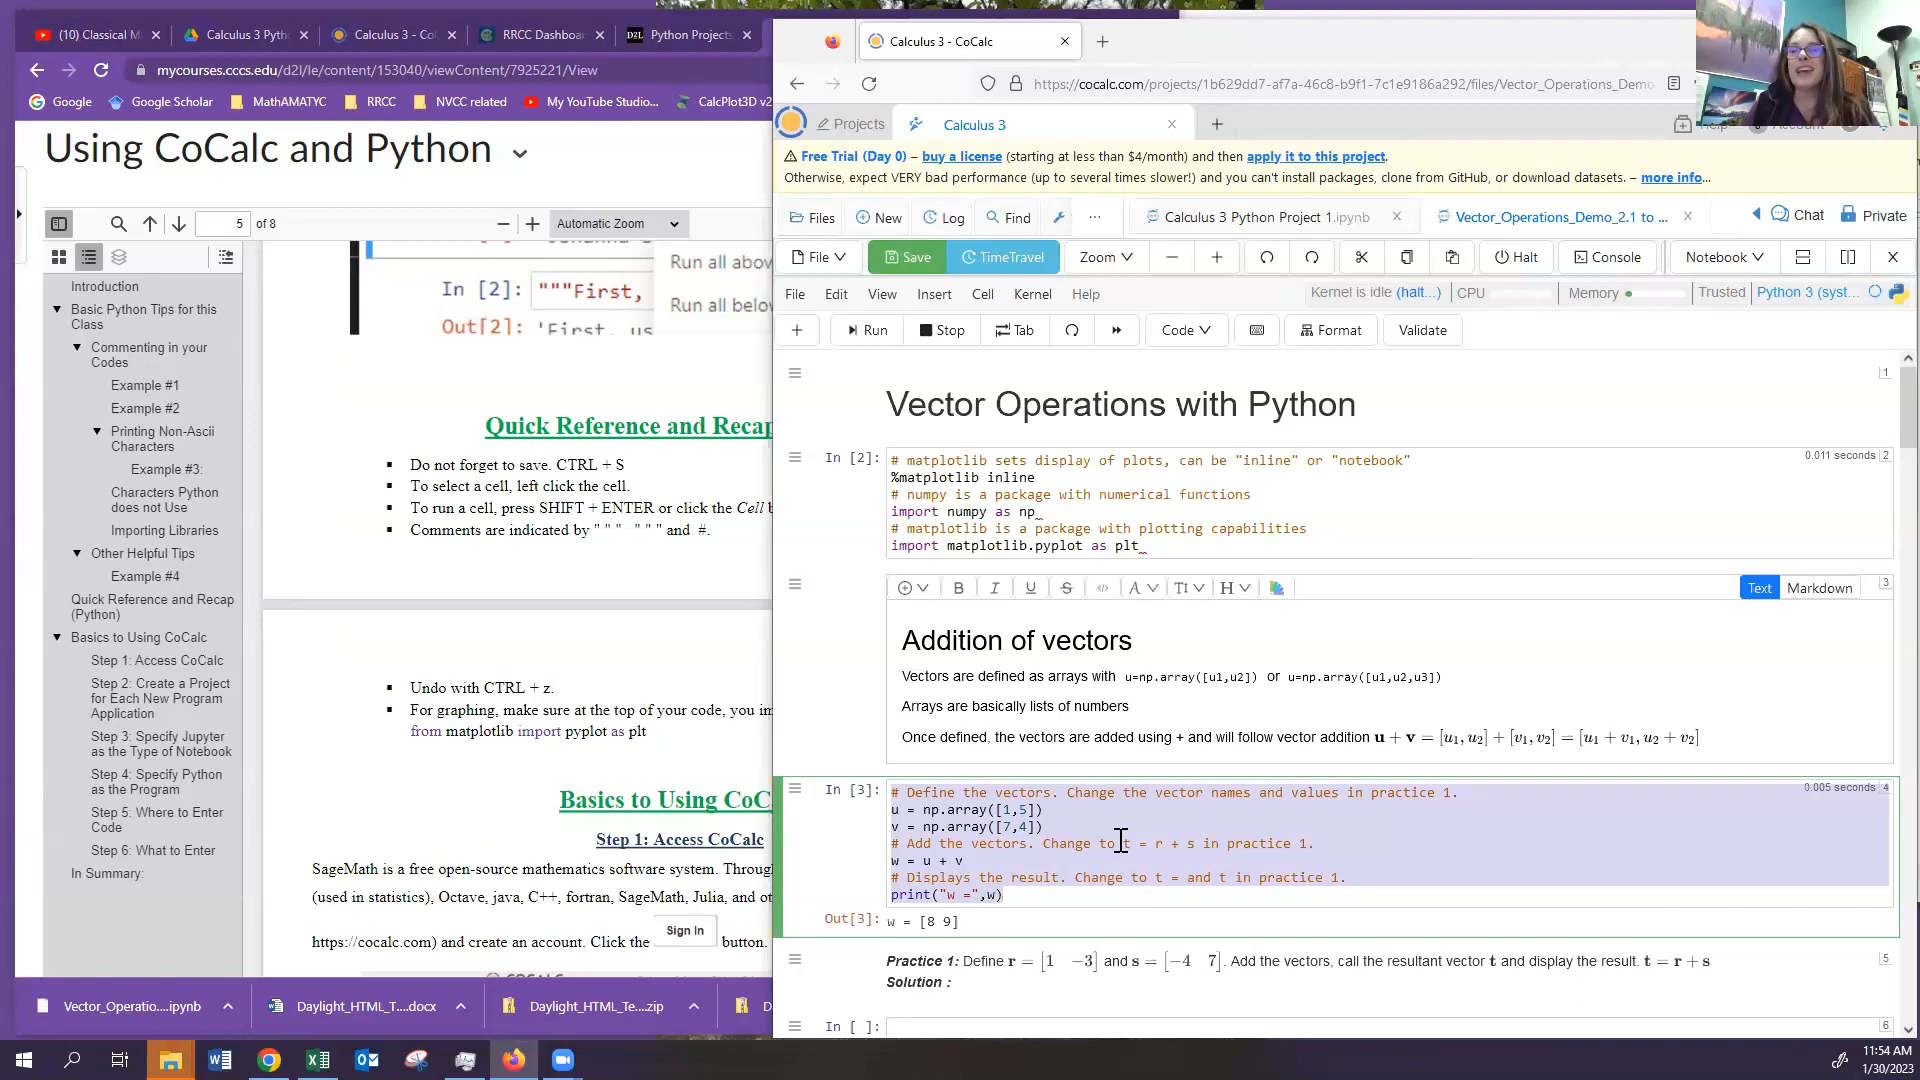 (10) Classical M
Calculus 3 Pyth
Calculus 3 - Co
RRCC Dashboa
D2L
Python Projects
mycourses.cccs.edu/d2l/le/content/153040/viewContent/7925221/View
Google
Google Scholar
MathAMATYC
RRCC
NVCC related
My YouTube Studio...
CalcPlot3D v2
Using CoCalc and Python
5
of 8
Automatic Zoom
Introduction
Basic Python Tips for this
Class
Commenting in your
Codes
Example #1
Example #2
Printing Non-Ascii
Characters
Example #3:
Characters Python
does not Use
Importing Libraries
Other Helpful Tips
Example #4
Quick Reference and Recap
(Python)
Basics to Using CoCalc
Step 1: Access CoCalc
Step 2: Create a Project
for Each New Program
Application
Step 3: Specify Jupyter
as the Type of Notebook
Step 4: Specify Python
as the Program
Step 5: Where to Enter
Code
Step 6: What to Enter
In Summary:
Run all abov
In [2]: """First,
Run all below
Out[2]: 'First, us
Quick Reference and Recap
▪ Do not forget to save. CTRL + S
▪ To select a cell, left click the cell.
▪ To run a cell, press SHIFT + ENTER or click the Cell b
▪ Comments are indicated by " " " " " " and #.
▪ Undo with CTRL + z.
▪ For graphing, make sure at the top of your code, you im
from matplotlib import pyplot as plt
Basics to Using CoC
Step 1: Access CoCalc
SageMath is a free open-source mathematics software system. Through
(used in statistics), Octave, java, C++, fortran, SageMath, Julia, and ot
https://cocalc.com) and create an account. Click the Sign In button.
Vector_Operatio....ipynb
Daylight_HTML_T....docx
Daylight_HTML_Te....zip
D
Calculus 3 - CoCalc
https://cocalc.com/projects/1b629dd7-af7a-46c8-b9f1-7c1e9186a292/files/Vector_Operations_Demo
Projects
Calculus 3
Help
Account
Free Trial (Day 0) – buy a license (starting at less than $4/month) and then apply it to this project.
Otherwise, expect VERY bad performance (up to several times slower!) and you can't install packages, clone from GitHub, or download datasets. – more info...
Files
New
Log
Find
...
Calculus 3 Python Project 1.ipynb
Vector_Operations_Demo_2.1 to ...
Chat
Private
File
Save
TimeTravel
Zoom
Halt
Console
Notebook
File Edit View Insert Cell Kernel Help
Kernel is idle (halt...)
CPU
Memory
Trusted
Python 3 (syst...
Run
Stop
Tab
Code
Format
Validate
1
Vector Operations with Python
In [2]:
0.011 seconds 2
# matplotlib sets display of plots, can be "inline" or "notebook"
%matplotlib inline
# numpy is a package with numerical functions
import numpy as np
# matplotlib is a package with plotting capabilities
import matplotlib.pyplot as plt
B I U S </> A H
Text
Markdown
3
Addition of vectors
Vectors are defined as arrays with u=np.array([u1,u2]) or u=np.array([u1,u2,u3])
Arrays are basically lists of numbers
Once defined, the vectors are added using + and will follow vector addition u + v = [u₁, u₂] + [v₁, v₂] = [u₁ + v₁, u₂ + v₂]
In [3]:
0.005 seconds 4
# Define the vectors. Change the vector names and values in practice 1.
u = np.array([1,5])
v = np.array([7,4])
# Add the vectors. Change to t = r + s in practice 1.
w = u + v
# Displays the result. Change to t = and t in practice 1.
print("w =",w)
Out[3]: w = [8 9]
Practice 1: Define r = [1 −3] and s = [−4 7]. Add the vectors, call the resultant vector t and display the result. t = r + s
5
Solution :
In [ ]:
6
11:54 AM
1/30/2023